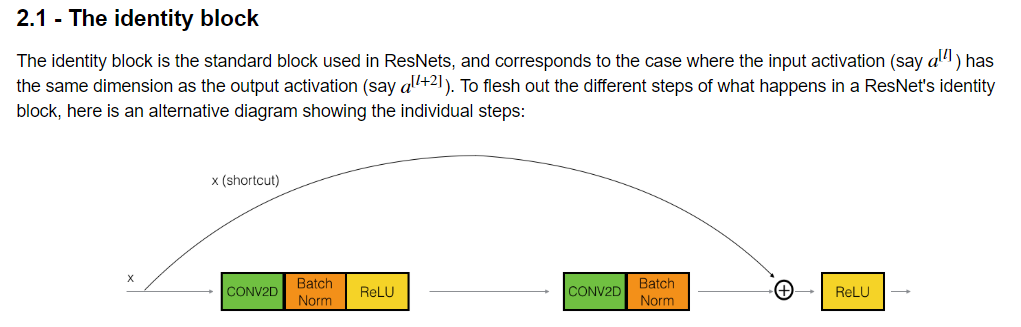 2.1 - The identity block
The identity block is the standard block used in ResNets, and corresponds to the case where the input activation (say a[l]) has
the same dimension as the output activation (say a[l+2]). To flesh out the different steps of what happens in a ResNet's identity
block, here is an alternative diagram showing the individual steps:
x (shortcut)
x
CONV2D
Batch
Norm
ReLU
CONV2D
Batch
Norm
ReLU